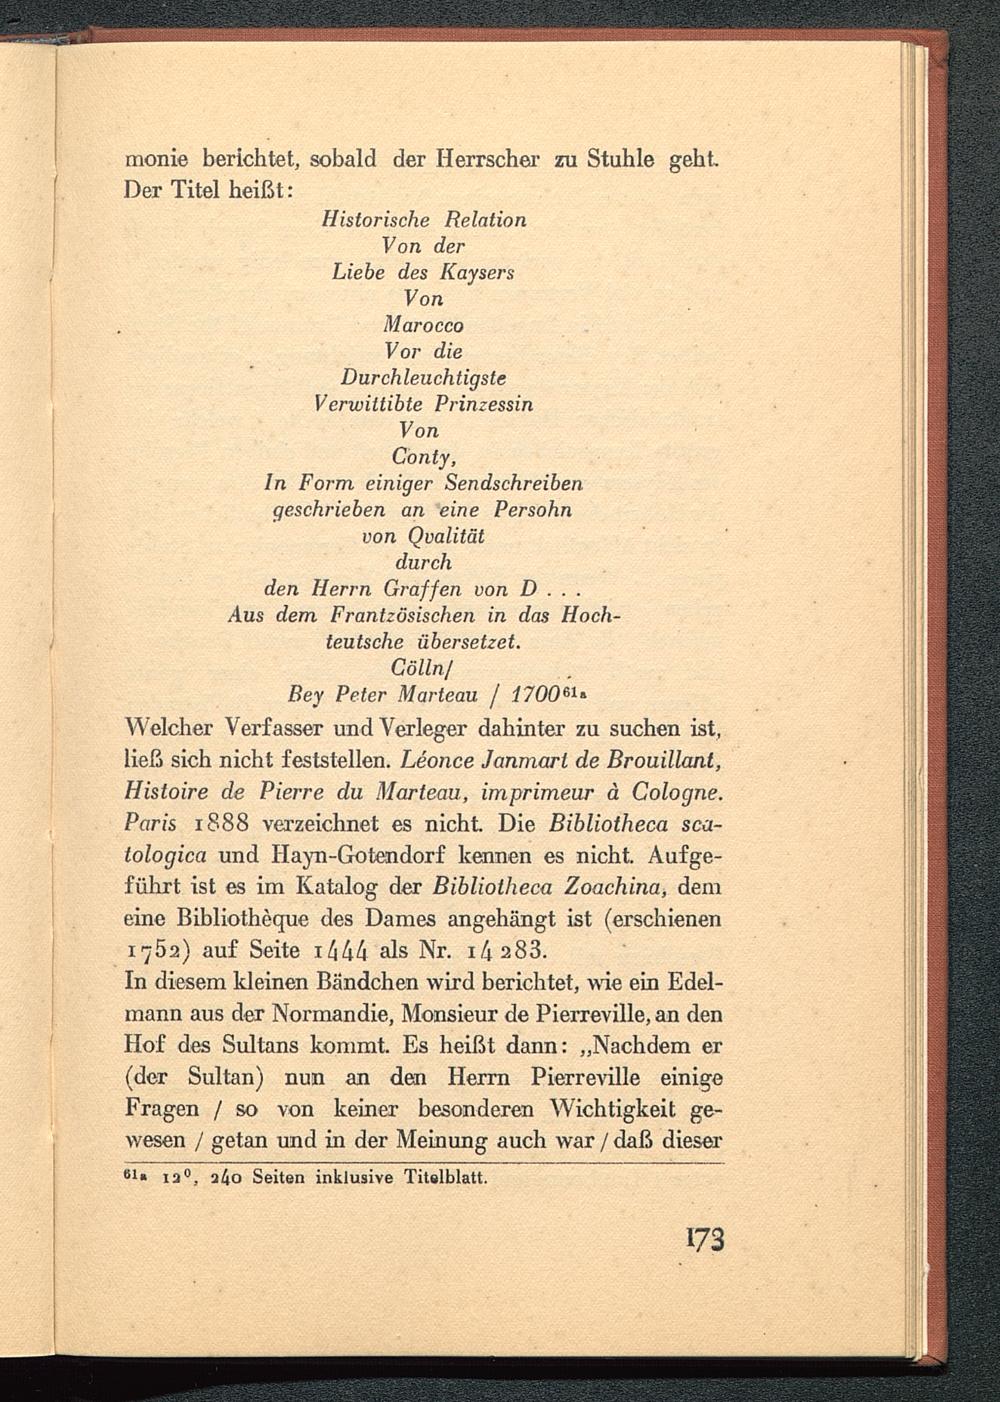 monie berichtet, sobald der Herrscher zu Stuhle geht.
Der Titel heißt:
Historische Relation
Von der
Liebe des Kaysers
Von
Marocco
Vor die
Durchleuchtigste
Verwittibte Prinzessin
Von
Conty,
In Form einiger Sendschreiben
geschrieben an eine Persohn
von Qvalität
durch
den Herrn Graffen von D . . .
Aus dem Frantzösischen in das Hoch-
teutsche übersetzet.
Cölln/
Bey Peter Marteau / 1700⁶¹ᵃ
Welcher Verfasser und Verleger dahinter zu suchen ist,
ließ sich nicht feststellen. Léonce Janmart de Brouillant,
Histoire de Pierre du Marteau, imprimeur à Cologne.
Paris 1888 verzeichnet es nicht. Die Bibliotheca sca-
tologica und Hayn-Gotendorf kennen es nicht. Aufge-
führt ist es im Katalog der Bibliotheca Zoachina, dem
eine Bibliothèque des Dames angehängt ist (erschienen
1752) auf Seite 1444 als Nr. 14 283.
In diesem kleinen Bändchen wird berichtet, wie ein Edel-
mann aus der Normandie, Monsieur de Pierreville, an den
Hof des Sultans kommt. Es heißt dann: „Nachdem er
(der Sultan) nun an den Herrn Pierreville einige
Fragen / so von keiner besonderen Wichtigkeit ge-
wesen / getan und in der Meinung auch war / daß dieser
⁶¹ᵃ 12⁰, 240 Seiten inklusive Titelblatt.
173